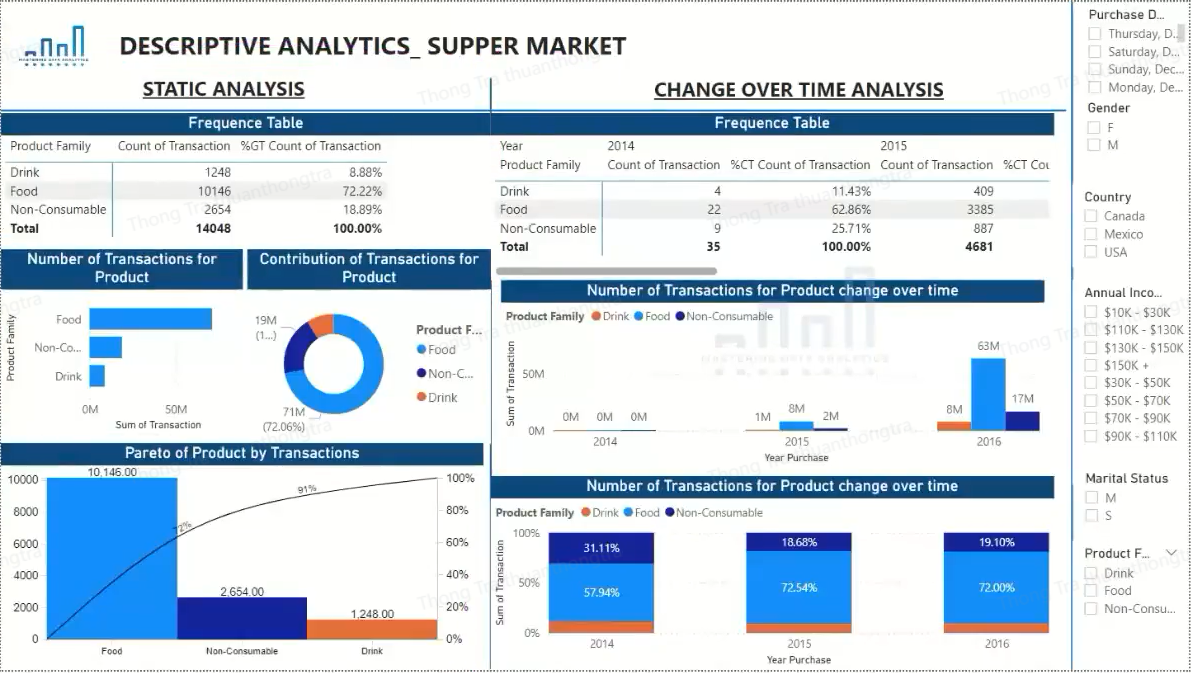 DESCRIPTIVE ANALYTICS_ SUPPER MARKET
STATIC ANALYSIS
Frequence Table
Product Family Count of Transaction %GT Count of Transaction
Drink 1248 8.88%
Food 10146 72.22%
Non-Consumable 2654 18.89%
Total 14048 100.00%
Number of Transactions for
Product
Product Family
Food
Non-Co...
Drink
0M 50M
Sum of Transaction
Contribution of Transactions for
Product
19M
(1...)
71M
(72.06%)
Product F...
Food
Non-C...
Drink
Pareto of Product by Transactions
10,146.00
2,654.00
1,248.00
72%
91%
10000
8000
6000
4000
2000
0
100%
80%
60%
40%
20%
0%
Food Non-Consumable Drink
CHANGE OVER TIME ANALYSIS
Frequence Table
Year 2014 2015
Product Family Count of Transaction %CT Count of Transaction Count of Transaction %CT Cou
Drink 4 11.43% 409
Food 22 62.86% 3385
Non-Consumable 9 25.71% 887
Total 35 100.00% 4681
Number of Transactions for Product change over time
Product Family Drink Food Non-Consumable
Sum of Transaction
50M
0M
0M 0M 0M
1M 8M 2M
8M 63M 17M
2014 2015 2016
Year Purchase
Number of Transactions for Product change over time
Product Family Drink Food Non-Consumable
Sum of Transaction
100%
50%
0%
31.11% 18.68% 19.10%
57.94% 72.54% 72.00%
2014 2015 2016
Year Purchase
Purchase D...
Thursday, D...
Saturday, D...
Sunday, Dec...
Monday, De...
Gender
F
M
Country
Canada
Mexico
USA
Annual Inco...
$10K - $30K
$110K - $130K
$130K - $150K
$150K +
$30K - $50K
$50K - $70K
$70K - $90K
$90K - $110K
Marital Status
M
S
Product F...
Drink
Food
Non-Consu...
Thong Tra thuanthongtra